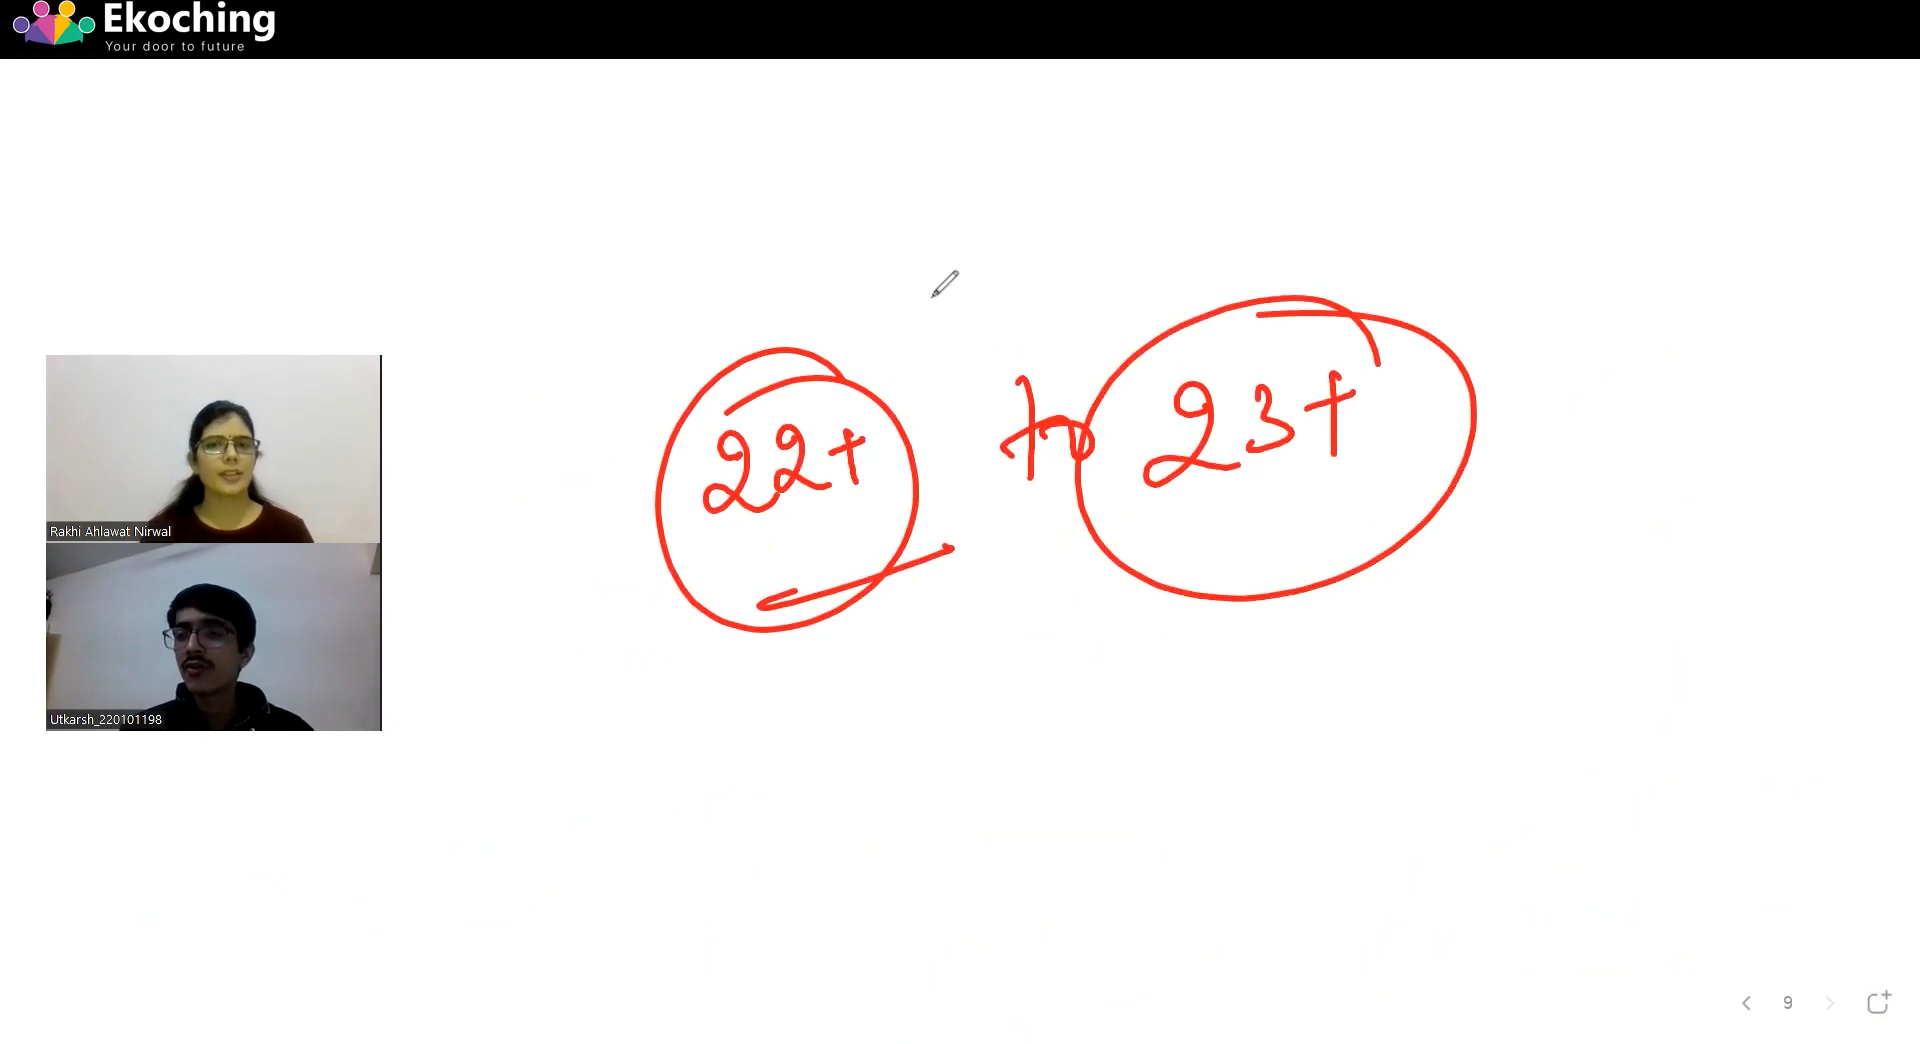 Ekoching
Your door to future
22+ to 23+
Rakhi Ahlawat Nirwal
Utkarsh_220101198
9